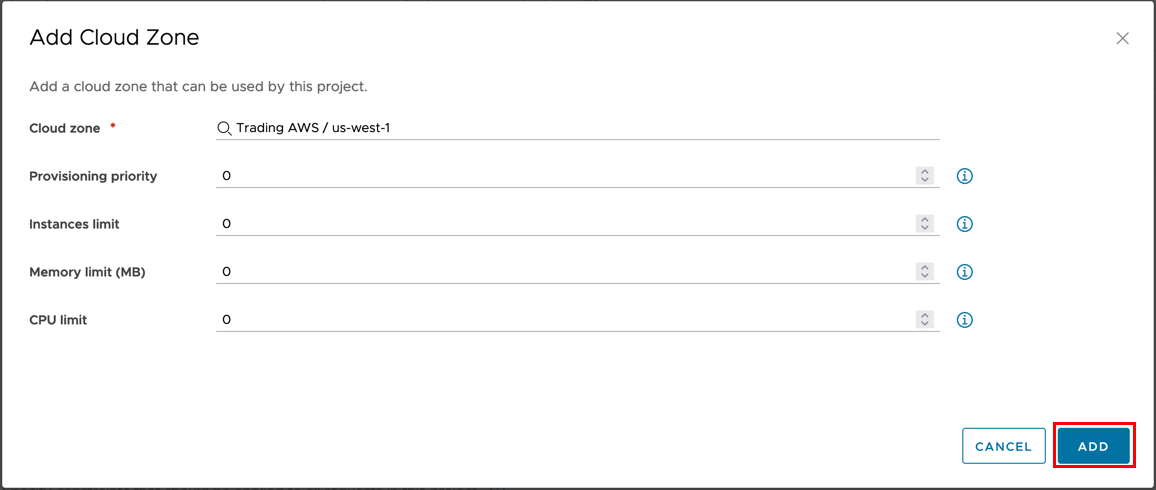 Add Cloud Zone
Add a cloud zone that can be used by this project.
Cloud zone * Trading AWS / us-west-1
Provisioning priority 0
Instances limit 0
Memory limit (MB) 0
CPU limit 0
CANCEL ADD